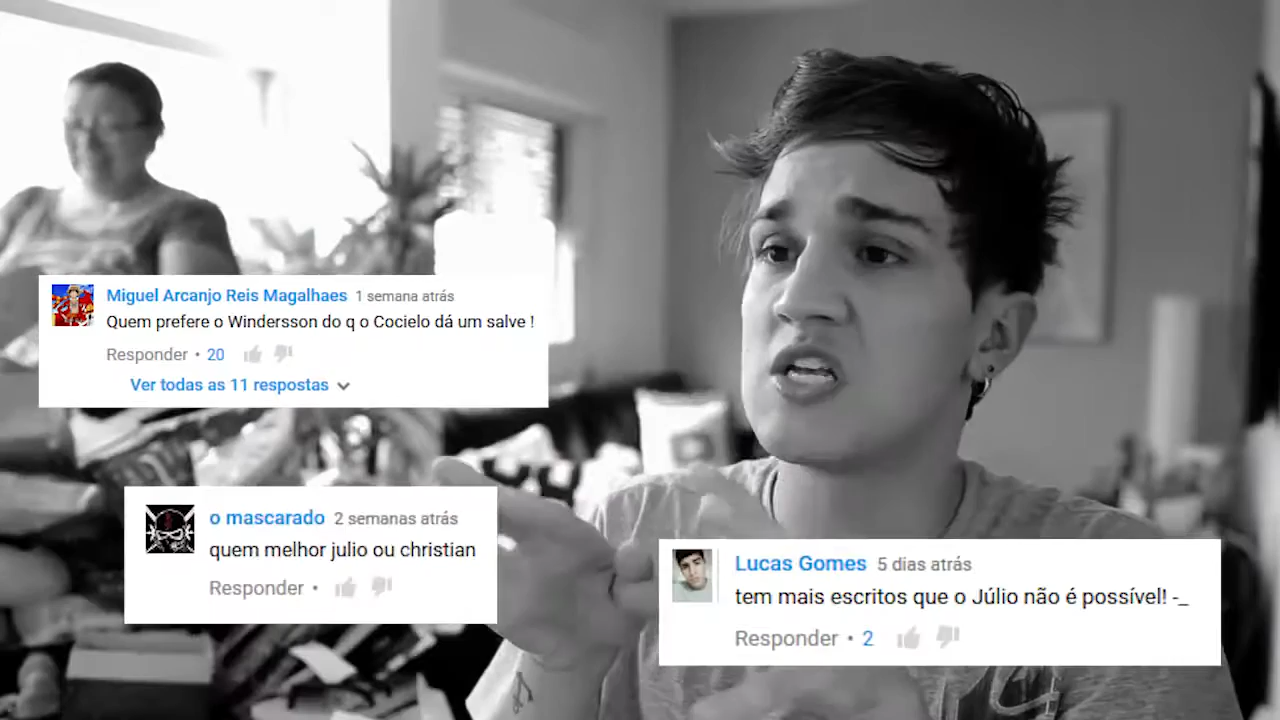 Miguel Arcanjo Reis Magalhaes 1 semana atrás
Quem prefere o Windersson do q o Cocielo dá um salve !
Responder • 20
Ver todas as 11 respostas
o mascarado 2 semanas atrás
quem melhor julio ou christian
Responder •
Lucas Gomes 5 dias atrás
tem mais escritos que o Júlio não é possível! -_
Responder • 2